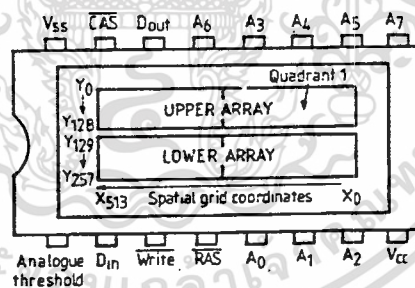 Vss CAS Dout A6 A3 A4 A5 A7
Quadrant 1
Y0
UPPER ARRAY
Y128
Y129
LOWER ARRAY
Y257
X513 Spatial grid coordinates X0
Analogue threshold Din Write RAS A0 A1 A2 Vcc